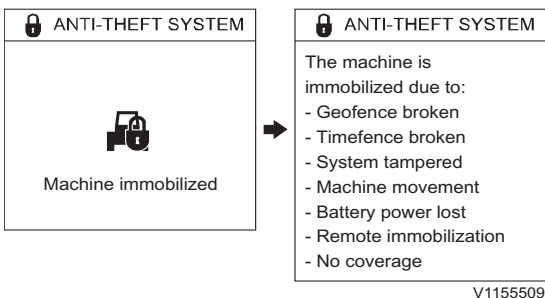 ANTI-THEFT SYSTEM
Machine immobilized
ANTI-THEFT SYSTEM
The machine is
immobilized due to:
- Geofence broken
- Timefence broken
- System tampered
- Machine movement
- Battery power lost
- Remote immobilization
- No coverage
V1155509